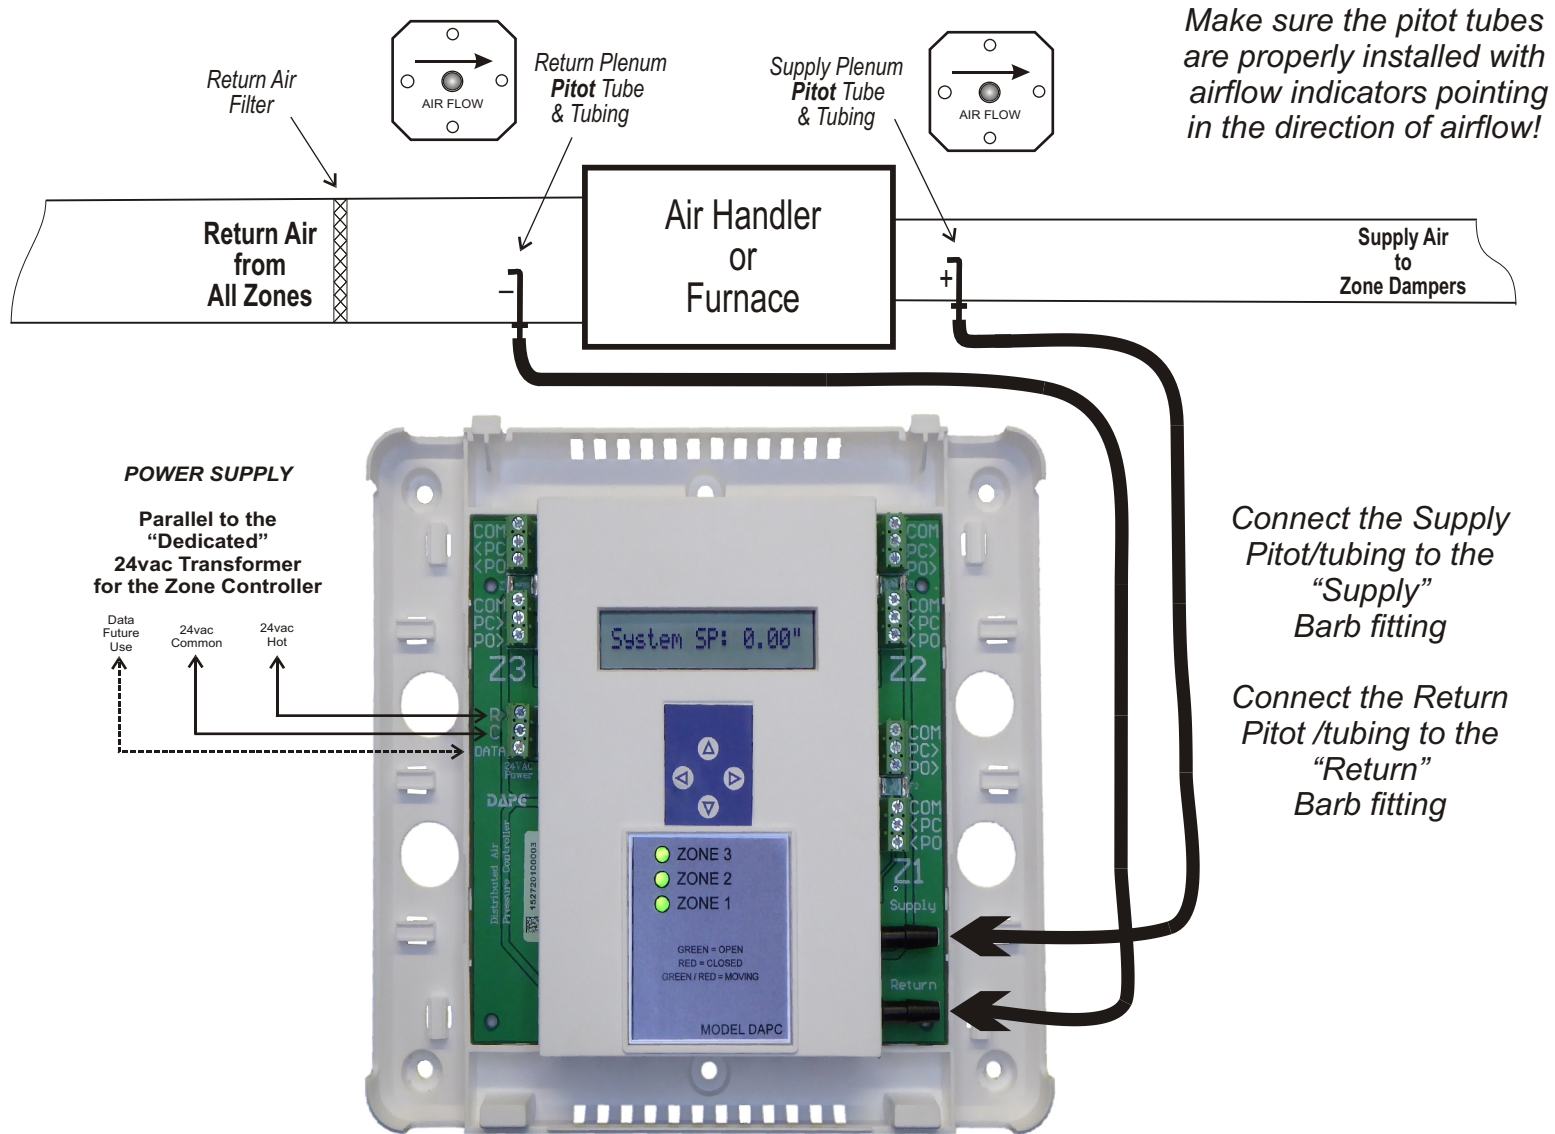 Make sure the pitot tubes
are properly installed with
airflow indicators pointing
in the direction of airflow!
AIR FLOW
AIR FLOW
Return Air
Filter
Return Plenum
Pitot Tube
& Tubing
Supply Plenum
Pitot Tube
& Tubing
Return Air
from
All Zones
–
Air Handler
or
Furnace
+
Supply Air
to
Zone Dampers
POWER SUPPLY
Parallel to the
“Dedicated”
24vac Transformer
for the Zone Controller
Data
Future
Use
24vac
Common
24vac
Hot
COM
<PC
<PO
COM
PC>
PO>
Z3
R>
C
DATA
24VAC
Power
DAPC
Distributed Air
Pressure Controller
152720100003
System SP: 0.00"
ZONE 3
ZONE 2
ZONE 1
GREEN = OPEN
RED = CLOSED
GREEN / RED = MOVING
MODEL DAPC
COM
PC>
PO>
COM
<PC
<PO
Z2
COM
PC>
PO>
F2
COM
<PC
<PO
Z1
Supply
Return
Connect the Supply
Pitot/tubing to the
“Supply”
Barb fitting
Connect the Return
Pitot /tubing to the
“Return”
Barb fitting